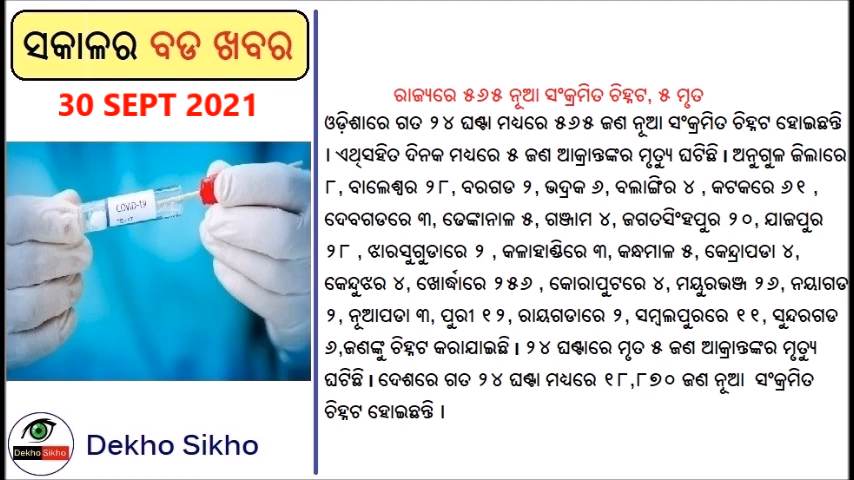 ସକାଳର ବଡ ଖବର
30 SEPT 2021
COVID-19
Dekho Sikho
Dekho Sikho
ରାଜ୍ୟରେ ୫୬୫ ନୂଆ ସଂକ୍ରମିତ ଚିହ୍ନଟ, ୫ ମୃତ
ଓଡ଼ିଶାରେ ଗତ ୨୪ ଘଣ୍ଟା ମଧ୍ୟରେ ୫୬୫ ଜଣ ନୂଆ ସଂକ୍ରମିତ ଚିହ୍ନଟ ହୋଇଛନ୍ତି
। ଏଥିସହିତ ଦିନକ ମଧ୍ୟରେ ୫ ଜଣ ଆକ୍ରାନ୍ତଙ୍କର ମୃତ୍ୟୁ ଘଟିଛି । ଅନୁଗୁଳ ଜିଲାରେ
୮, ବାଲେଶ୍ୱର ୨୮, ବରଗଡ ୨, ଭଦ୍ରକ ୬, ବଲାଙ୍ଗିର ୪ , କଟକରେ ୬୧ ,
ଦେବଗଡରେ ୩, ଢେଙ୍କାନାଳ ୫, ଗଞ୍ଜାମ ୪, ଜଗତସିଂହପୁର ୨୦, ଯାଜପୁର
୨୮ , ଝାରସୁଗୁଡାରେ ୨ , କଳାହାଣ୍ଡିରେ ୩, କନ୍ଧମାଳ ୫, କେନ୍ଦ୍ରାପଡା ୪,
କେନ୍ଦୁଝର ୪, ଖୋର୍ଦ୍ଧାରେ ୨୫୬ , କୋରାପୁଟରେ ୪, ମୟୁରଭଞ୍ଜ ୨୬, ନୟାଗଡ
୨, ନୂଆପଡା ୩, ପୁରୀ ୧୨, ରାୟଗଡାରେ ୨, ସମ୍ବଲପୁରରେ ୧୧, ସୁନ୍ଦରଗଡ
୬,ଜଣଙ୍କୁ ଚିହ୍ନଟ କରାଯାଇଛି । ୨୪ ଘଣ୍ଟାରେ ମୃତ ୫ ଜଣ ଆକ୍ରାନ୍ତଙ୍କର ମୃତ୍ୟୁ
ଘଟିଛି । ଦେଶରେ ଗତ ୨୪ ଘଣ୍ଟା ମଧ୍ୟରେ ୧୮,୮୭୦ ଜଣ ନୂଆ ସଂକ୍ରମିତ
ଚିହ୍ନଟ ହୋଇଛନ୍ତି ।